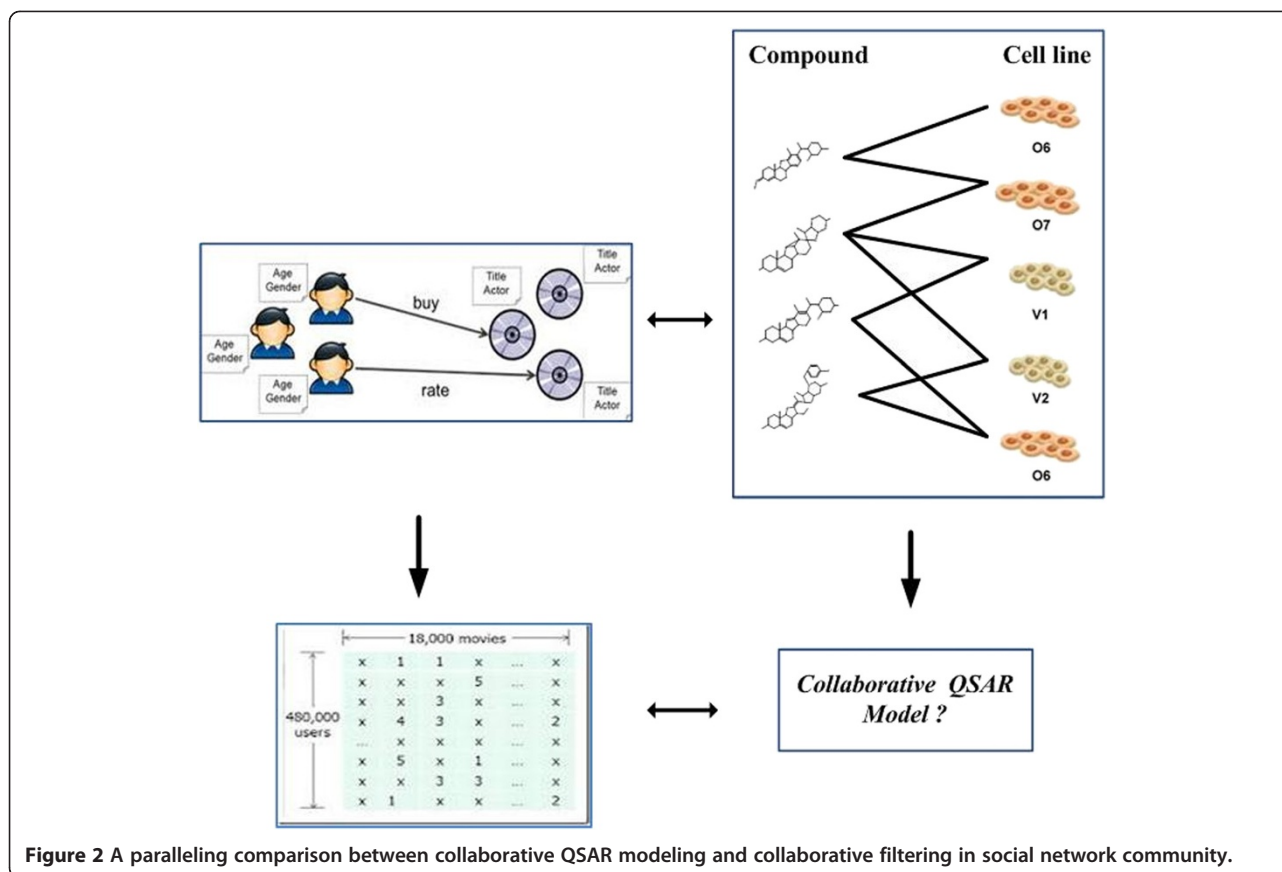 Compound Cell line
O6
O7
V1
V2
O6
Age
Gender
Age
Gender
Age
Gender
buy
rate
Title
Actor
Title
Actor
Title
Actor
18,000 movies
480,000
users
x 1 1 x ... x
x x x 5 ... x
x x 3 x ... x
x 4 3 x ... 2
... x x x ... x
x 5 x 1 ... x
x x 3 3 ... x
x 1 x x ... 2
Collaborative QSAR
Model ?
Figure 2 A paralleling comparison between collaborative QSAR modeling and collaborative filtering in social network community.